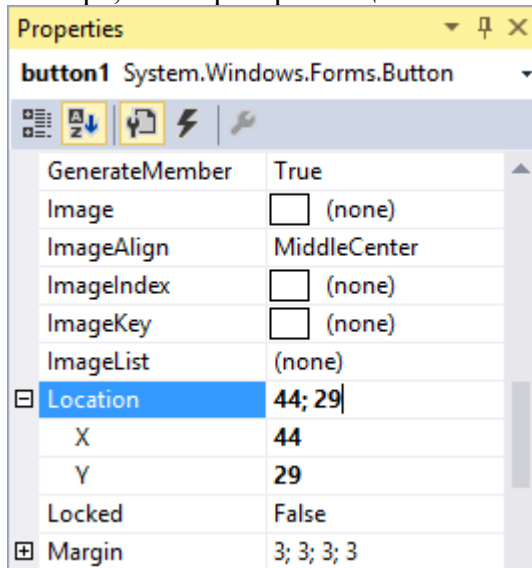 Properties
button1 System.Windows.Forms.Button
GenerateMember True
Image (none)
ImageAlign MiddleCenter
ImageIndex (none)
ImageKey (none)
ImageList (none)
Location 44; 29
X 44
Y 29
Locked False
Margin 3; 3; 3; 3